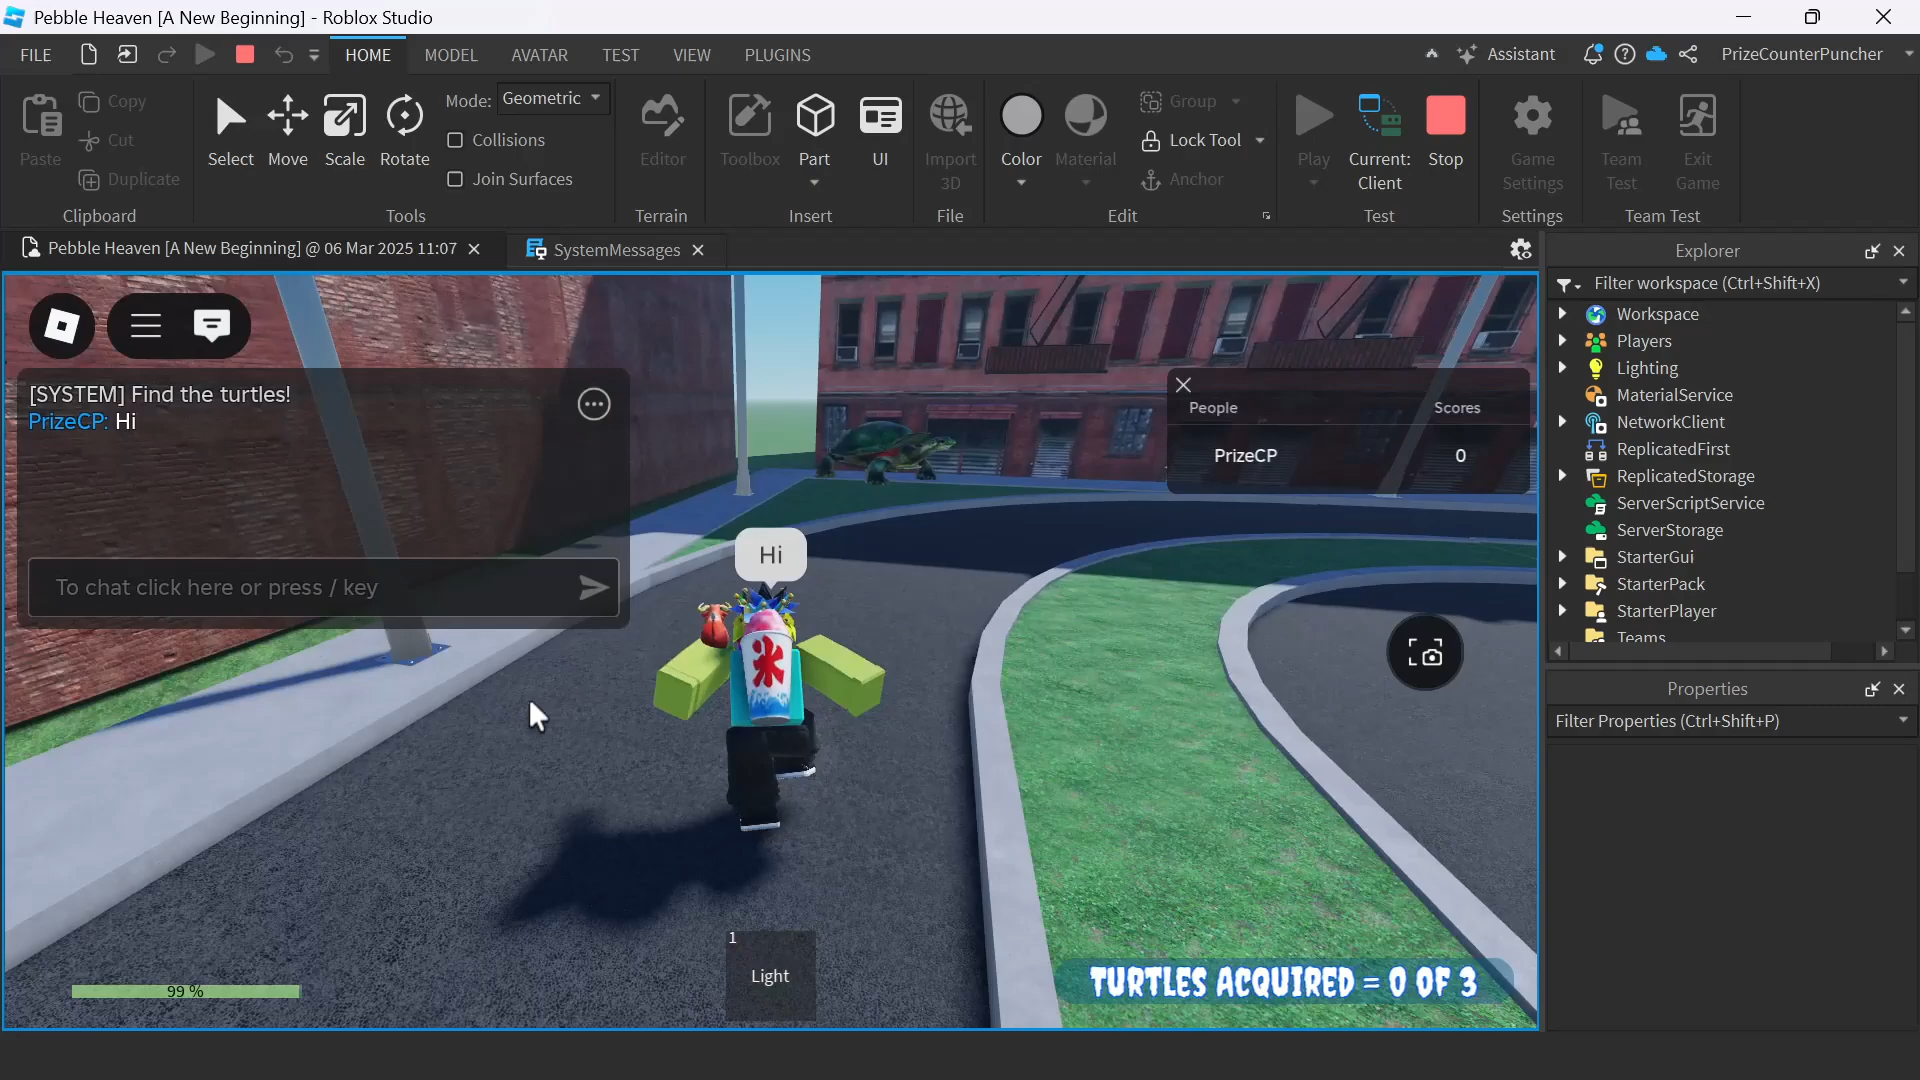 Pebble Heaven [A New Beginning] - Roblox Studio
FILE HOME MODEL AVATAR TEST VIEW PLUGINS Assistant PrizeCounterPuncher
Paste
Copy
Cut
Duplicate
Clipboard
Select Move Scale Rotate
Mode: Geometric
Collisions
Join Surfaces
Tools
Editor
Terrain
Toolbox Part UI
Insert
Import 3D
File
Color Material
Group
Lock Tool
Anchor
Edit
Play
Current: Client
Stop
Test
Game Settings
Settings
Team Test
Exit Game
Team Test
Pebble Heaven [A New Beginning] @ 06 Mar 2025 11:07
SystemMessages
[SYSTEM] Find the turtles!
PrizeCP: Hi
To chat click here or press / key
People Scores
PrizeCP 0
Hi
氷
1
Light
99 %
TURTLES ACQUIRED = 0 OF 3
Explorer
Filter workspace (Ctrl+Shift+X)
Workspace
Players
Lighting
MaterialService
NetworkClient
ReplicatedFirst
ReplicatedStorage
ServerScriptService
ServerStorage
StarterGui
StarterPack
StarterPlayer
Teams
Properties
Filter Properties (Ctrl+Shift+P)